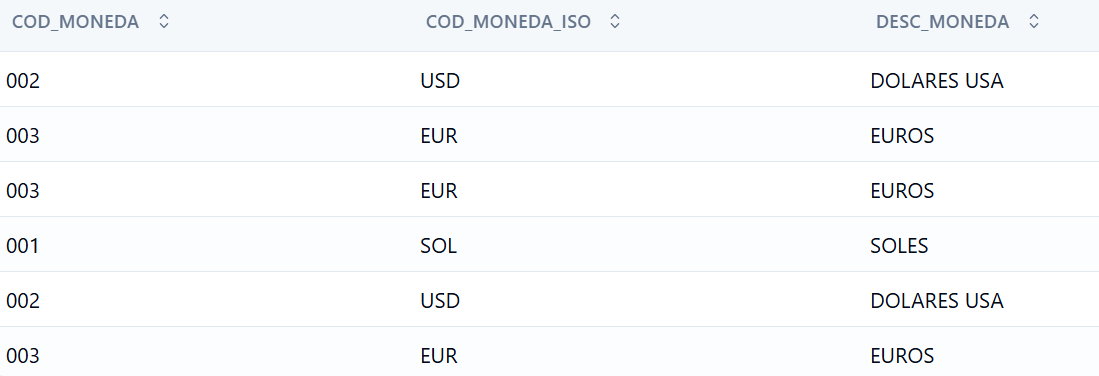 COD_MONEDA COD_MONEDA_ISO DESC_MONEDA
002 USD DOLARES USA
003 EUR EUROS
003 EUR EUROS
001 SOL SOLES
002 USD DOLARES USA
003 EUR EUROS